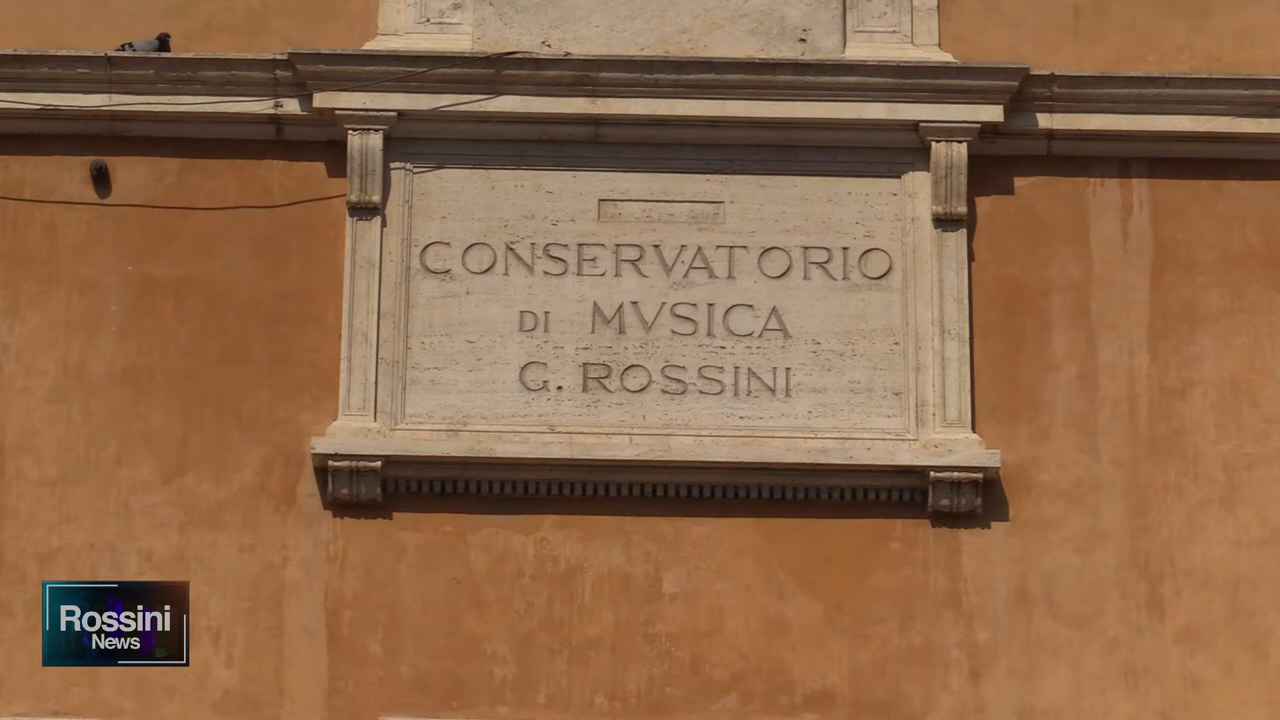 CONSERVATORIO
DI MVSICA
G. ROSSINI
Rossini
News